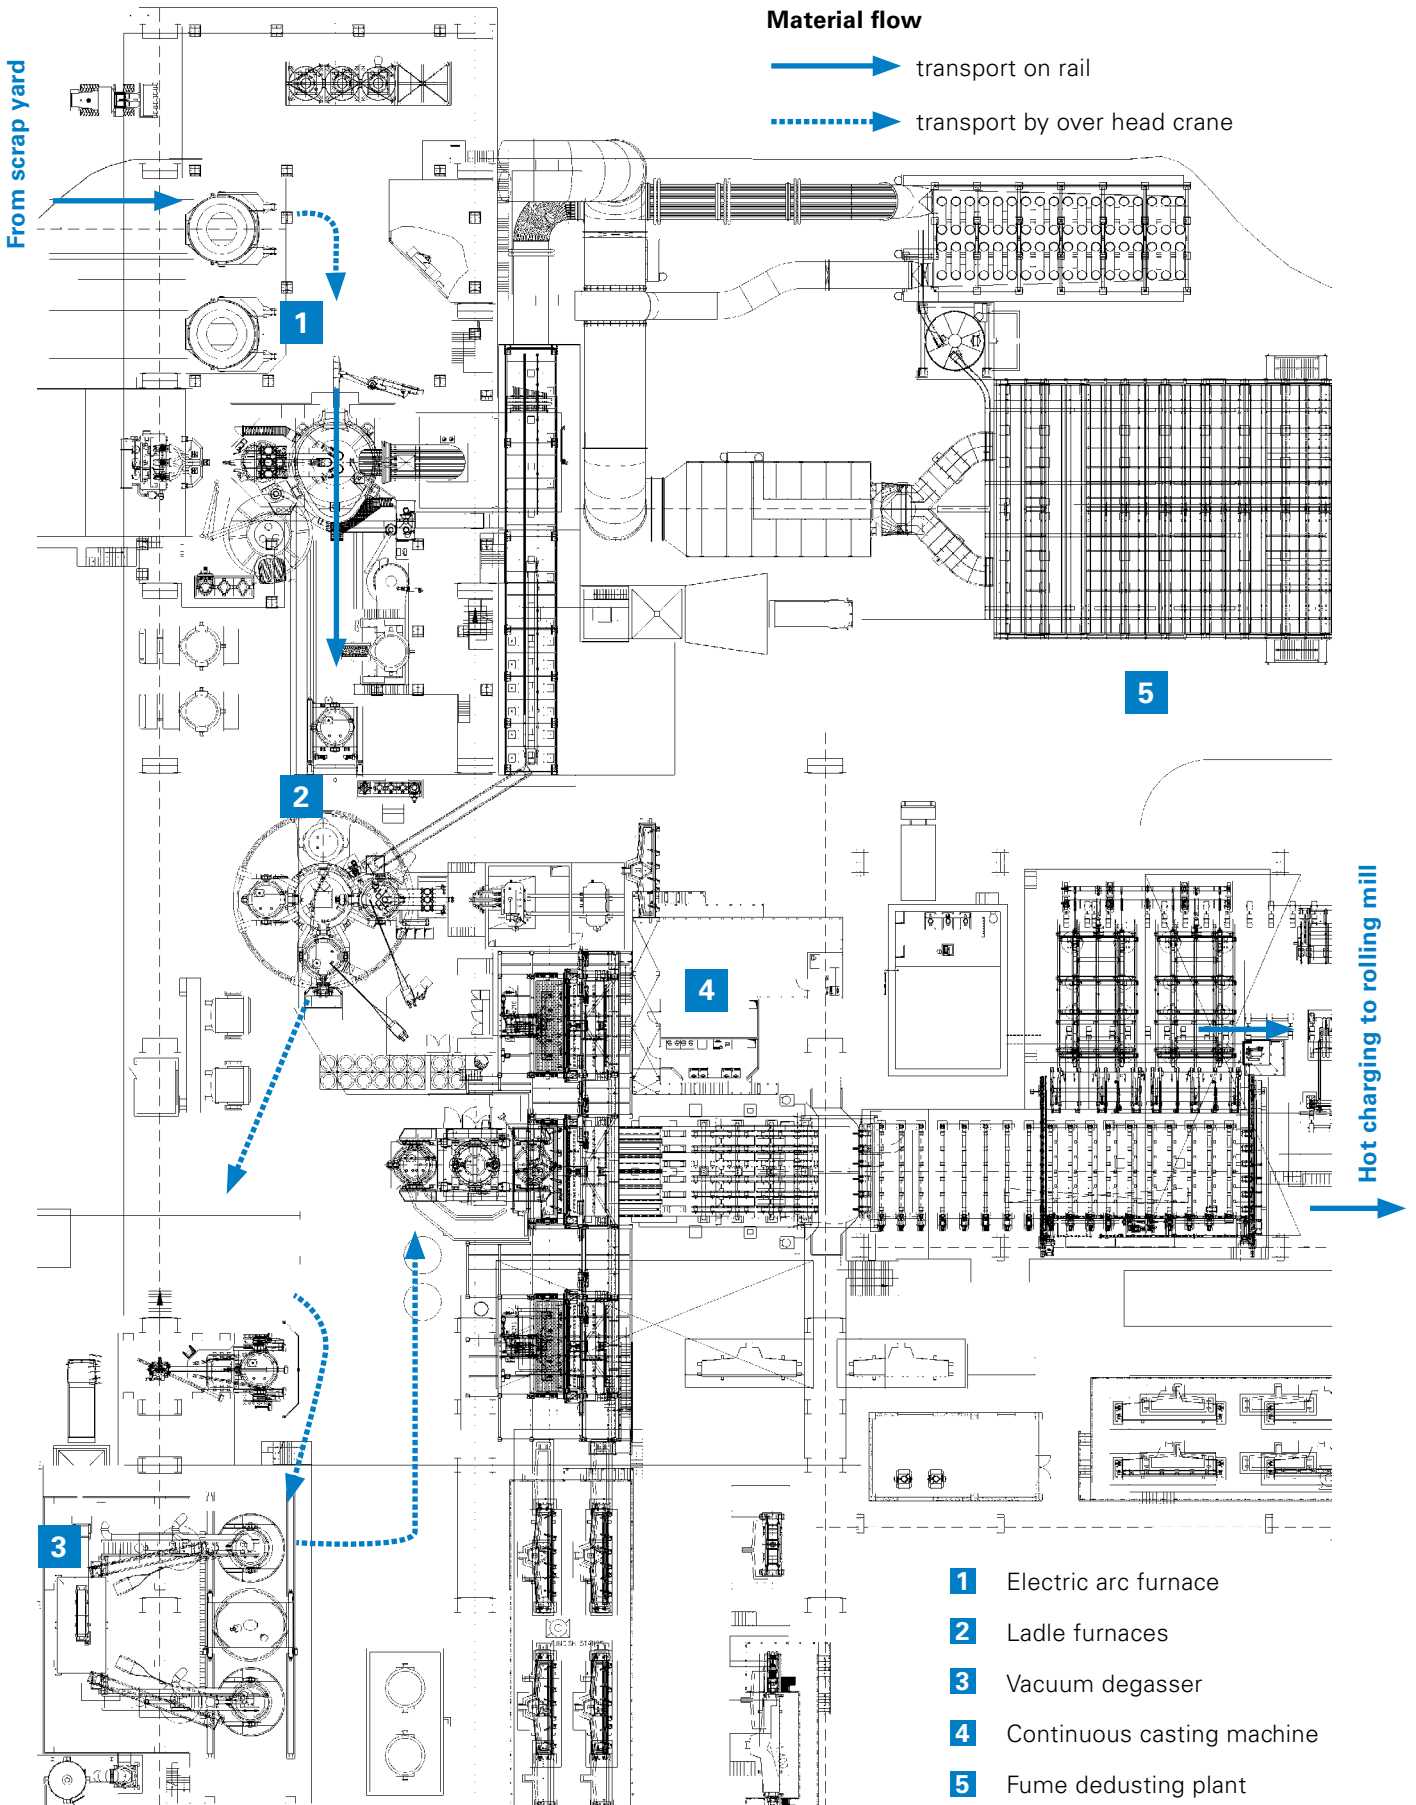 Material flow
transport on rail
transport by over head crane
From scrap yard
1
5
2
4
Hot charging to rolling mill
3
1 Electric arc furnace
2 Ladle furnaces
3 Vacuum degasser
4 Continuous casting machine
5 Fume dedusting plant